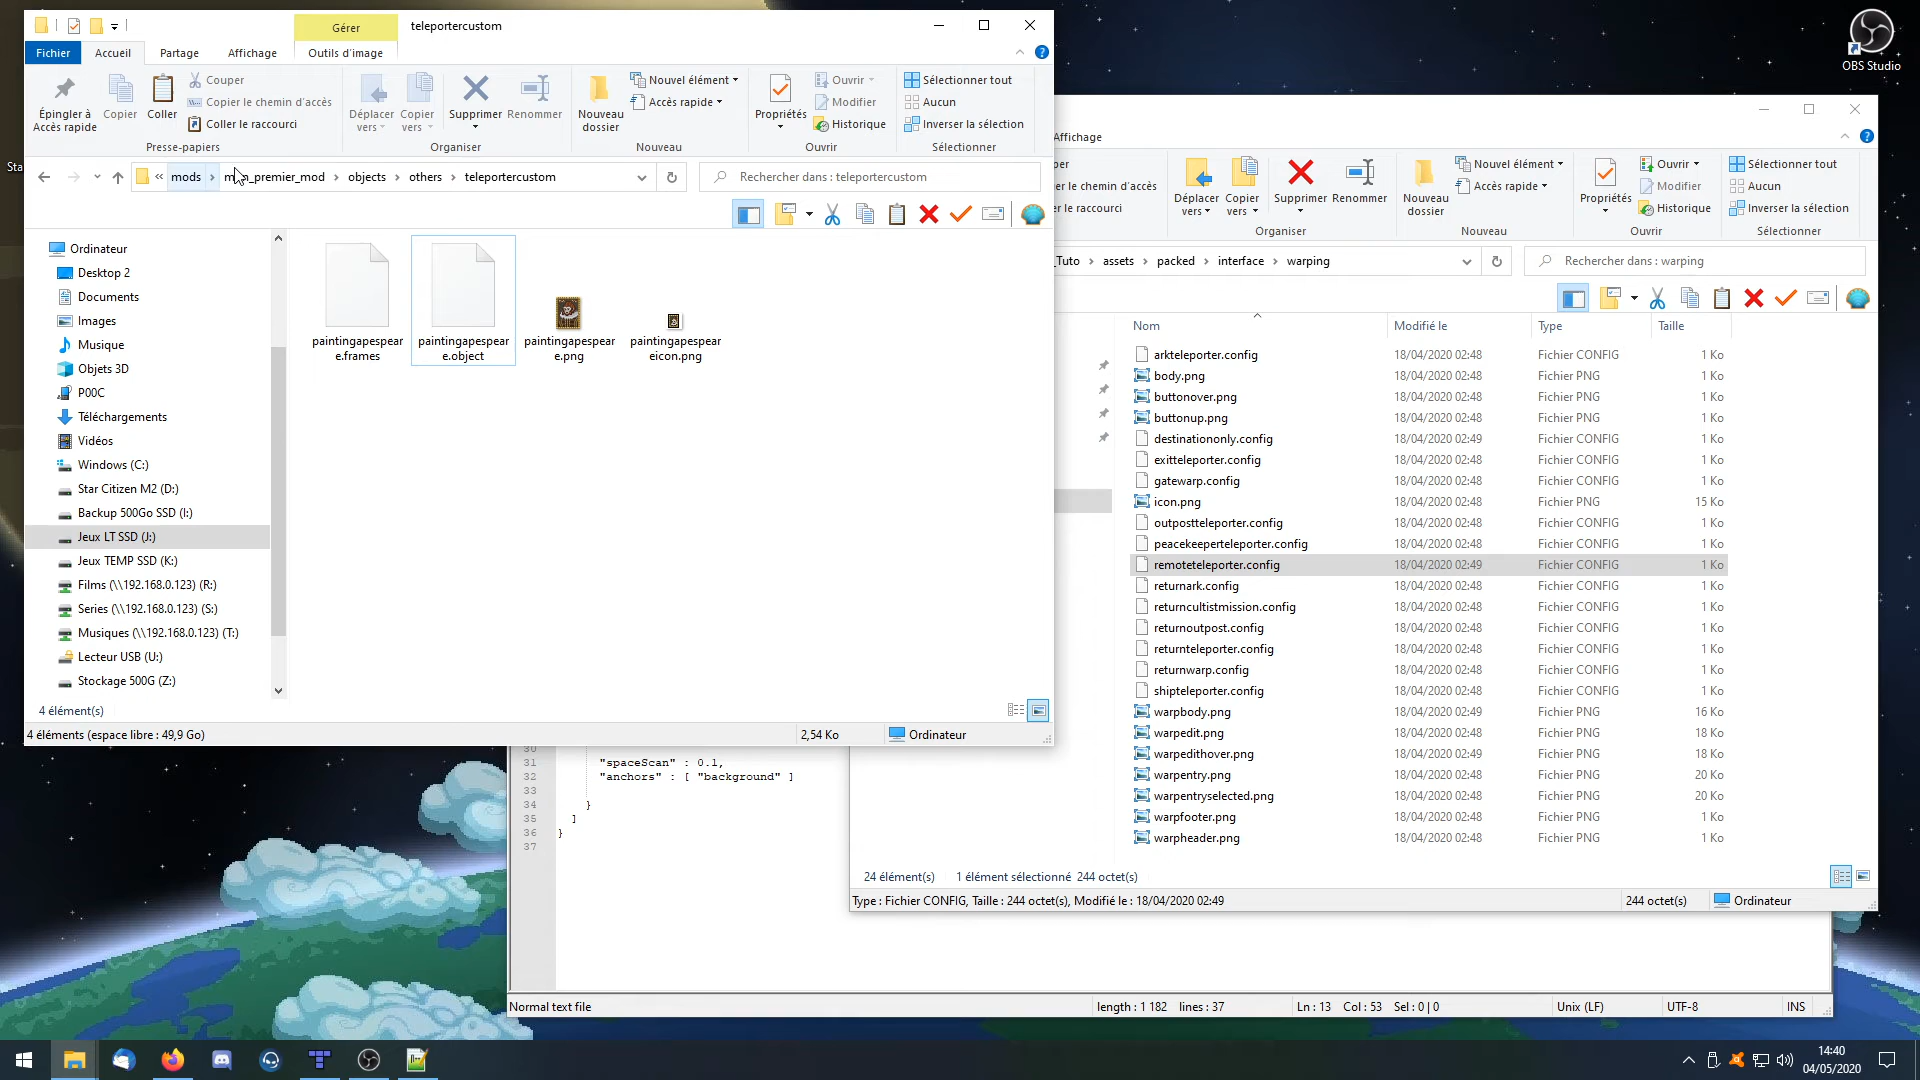 Gérer
teleportercustom
Fichier
Accueil
Partage
Affichage
Outils d'image
Épingler à
Accès rapide
Copier
Coller
Couper
Copier le chemin d'accès
Coller le raccourci
Presse-papiers
Déplacer
vers
Copier
vers
Supprimer
Renommer
Organiser
Nouveau
dossier
Nouvel élément
Accès rapide
Nouveau
Propriétés
Ouvrir
Modifier
Historique
Ouvrir
Sélectionner tout
Aucun
Inverser la sélection
Sélectionner
« mods › _premier_mod › objects › others › teleportercustom
Rechercher dans : teleportercustom
Ordinateur
Desktop 2
Documents
Images
Musique
Objets 3D
P00C
Téléchargements
Vidéos
Windows (C:)
Star Citizen M2 (D:)
Backup 500Go SSD (I:)
Jeux LT SSD (J:)
Jeux TEMP SSD (K:)
Films (\\192.168.0.123) (R:)
Series (\\192.168.0.123) (S:)
Musiques (\\192.168.0.123) (T:)
Lecteur USB (U:)
Stockage 500G (Z:)
paintingapespear
e.frames
paintingapespear
e.object
paintingapespear
e.png
paintingapespear
eicon.png
4 élément(s)
4 éléments (espace libre : 49,9 Go)
2,54 Ko
Ordinateur
OBS Studio
Sta
Affichage
per
er le chemin d'accès
er le raccourci
Déplacer
vers
Copier
vers
Supprimer
Renommer
Organiser
Nouveau
dossier
Nouvel élément
Accès rapide
Nouveau
Propriétés
Ouvrir
Modifier
Historique
Ouvrir
Sélectionner tout
Aucun
Inverser la sélection
Sélectionner
_Tuto › assets › packed › interface › warping
Rechercher dans : warping
Nom Modifié le Type Taille
arkteleporter.config 18/04/2020 02:48 Fichier CONFIG 1 Ko
body.png 18/04/2020 02:48 Fichier PNG 1 Ko
buttonover.png 18/04/2020 02:48 Fichier PNG 1 Ko
buttonup.png 18/04/2020 02:48 Fichier PNG 1 Ko
destinationonly.config 18/04/2020 02:49 Fichier CONFIG 1 Ko
exitteleporter.config 18/04/2020 02:48 Fichier CONFIG 1 Ko
gatewarp.config 18/04/2020 02:48 Fichier CONFIG 1 Ko
icon.png 18/04/2020 02:48 Fichier PNG 15 Ko
outpostteleporter.config 18/04/2020 02:48 Fichier CONFIG 1 Ko
peacekeeperteleporter.config 18/04/2020 02:48 Fichier CONFIG 1 Ko
remoteteleporter.config 18/04/2020 02:49 Fichier CONFIG 1 Ko
returnark.config 18/04/2020 02:48 Fichier CONFIG 1 Ko
returncultistmission.config 18/04/2020 02:48 Fichier CONFIG 1 Ko
returnoutpost.config 18/04/2020 02:48 Fichier CONFIG 1 Ko
returnteleporter.config 18/04/2020 02:48 Fichier CONFIG 1 Ko
returnwarp.config 18/04/2020 02:48 Fichier CONFIG 1 Ko
shipteleporter.config 18/04/2020 02:48 Fichier CONFIG 1 Ko
warpbody.png 18/04/2020 02:49 Fichier PNG 16 Ko
warpedit.png 18/04/2020 02:48 Fichier PNG 18 Ko
warpedithover.png 18/04/2020 02:49 Fichier PNG 18 Ko
warpentry.png 18/04/2020 02:48 Fichier PNG 20 Ko
warpentryselected.png 18/04/2020 02:48 Fichier PNG 20 Ko
warpfooter.png 18/04/2020 02:48 Fichier PNG 1 Ko
warpheader.png 18/04/2020 02:48 Fichier PNG 1 Ko
24 élément(s) 1 élément sélectionné 244 octet(s)
Type : Fichier CONFIG, Taille : 244 octet(s), Modifié le : 18/04/2020 02:49
244 octet(s)
Ordinateur
30
31 "spaceScan" : 0.1,
32 "anchors" : [ "background" ]
33
34 }
35 ]
36 }
37
Normal text file
length : 1 182 lines : 37
Ln : 13 Col : 53 Sel : 0 | 0
Unix (LF)
UTF-8
INS
14:40
04/05/2020